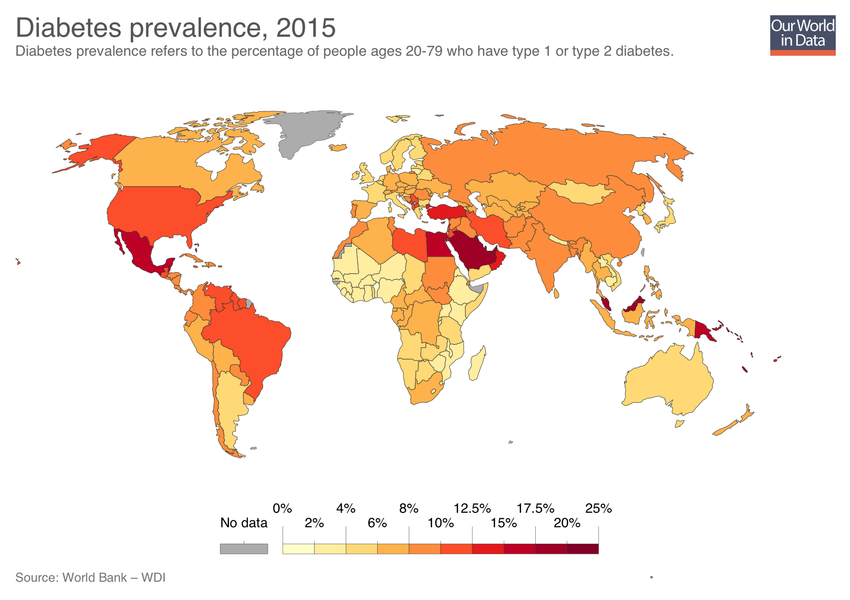 Diabetes prevalence, 2015
Diabetes prevalence refers to the percentage of people ages 20-79 who have type 1 or type 2 diabetes.
Our World
in Data
0% 4% 8% 12.5% 17.5% 25%
No data 2% 6% 10% 15% 20%
Source: World Bank – WDI